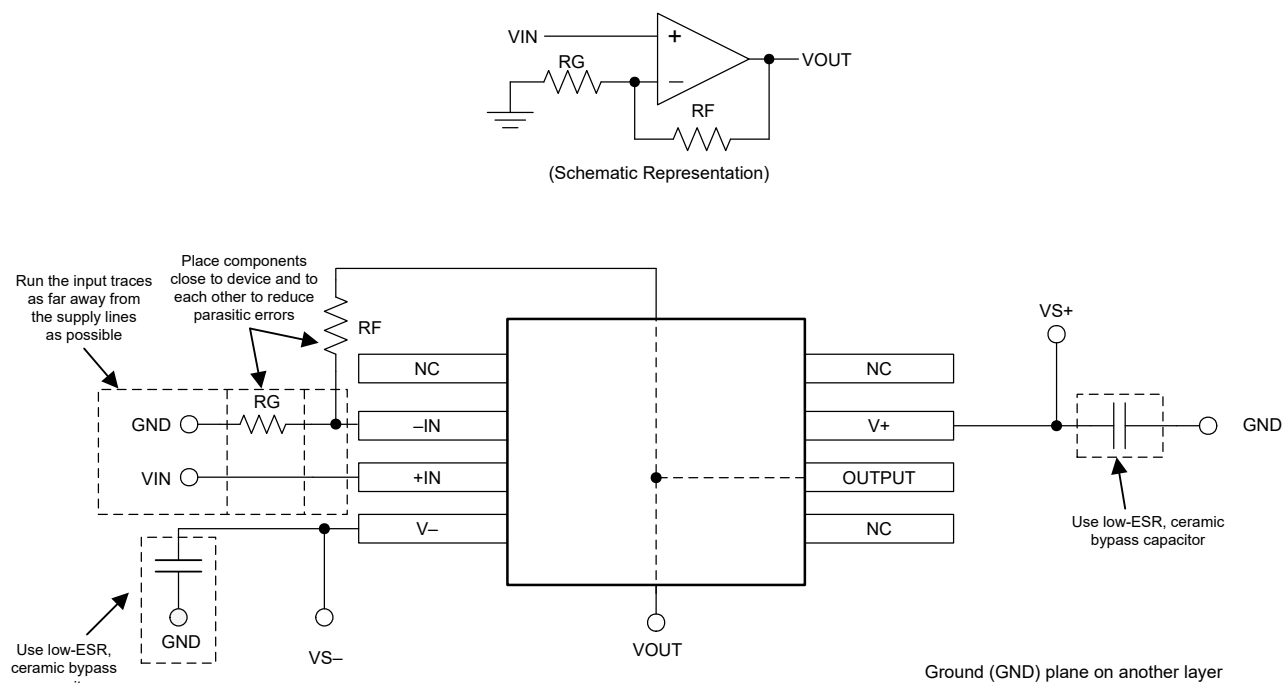 VIN
+
VOUT
RG
–
RF
(Schematic Representation)
Run the input traces
as far away from
the supply lines
as possible
Place components
close to device and to
each other to reduce
parasitic errors
RF
VS+
NC
NC
RG
GND
–IN
V+
GND
VIN
+IN
OUTPUT
V–
NC
Use low-ESR, ceramic
bypass capacitor
GND
Use low-ESR,
ceramic bypass
VS–
VOUT
Ground (GND) plane on another layer